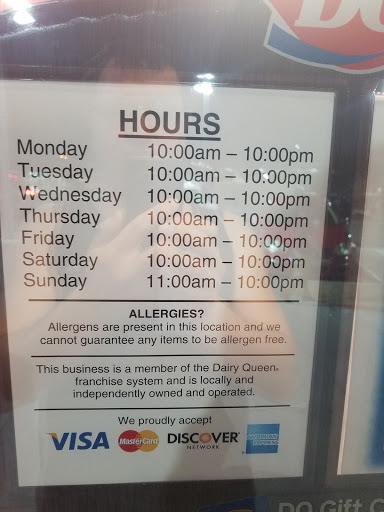 DQ
HOURS
Monday 10:00am – 10:00pm
Tuesday 10:00am – 10:00pm
Wednesday 10:00am – 10:00pm
Thursday 10:00am – 10:00pm
Friday 10:00am – 10:00pm
Saturday 10:00am – 10:00pm
Sunday 11:00am – 10:00pm
ALLERGIES?
Allergens are present in this location and we
cannot guarantee any items to be allergen free.
This business is a member of the Dairy Queen®
franchise system and is locally and
independently owned and operated.
We proudly accept
VISA MasterCard DISCOVER AMERICAN
NETWORK EXPRESS
DQ Gift C